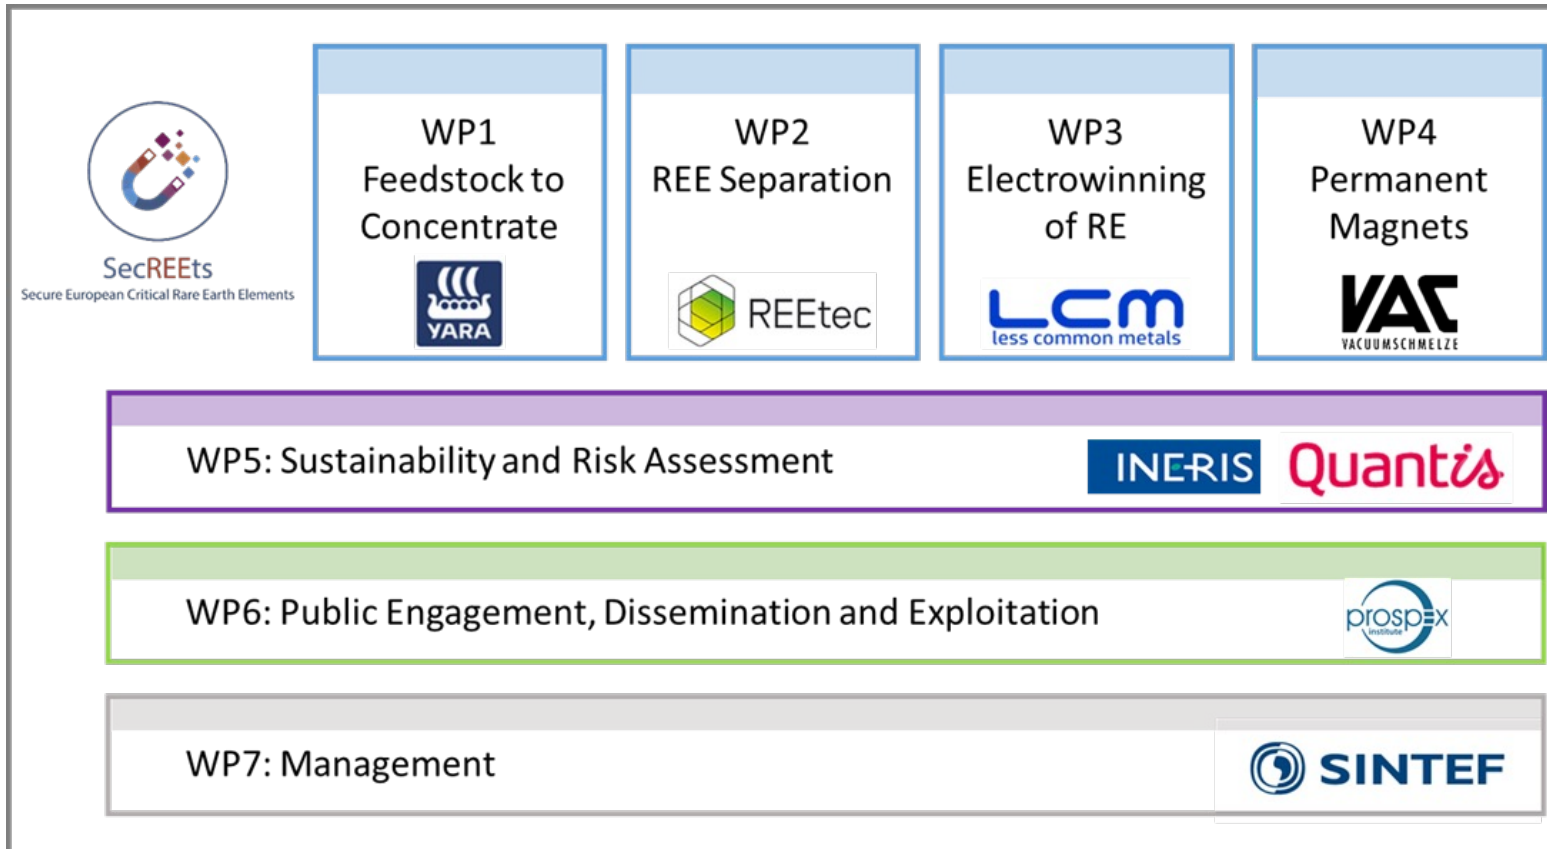 SecREEts
Secure European Critical Rare Earth Elements
WP1
Feedstock to
Concentrate
YARA
WP2
REE Separation
REEtec
WP3
Electrowinning
of RE
LCM
less common metals
WP4
Permanent
Magnets
VAC
VACUUMSCHMELZE
WP5: Sustainability and Risk Assessment
INERIS
Quantis
WP6: Public Engagement, Dissemination and Exploitation
prospex
institute
WP7: Management
SINTEF